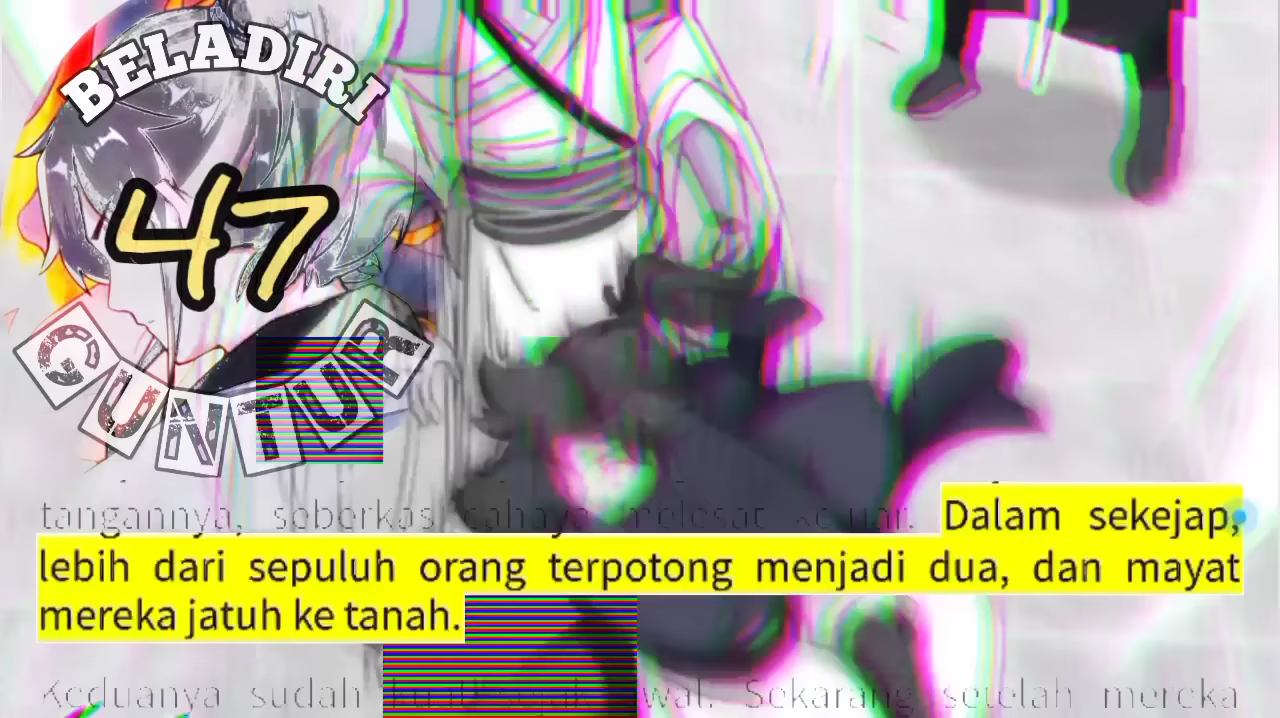 BELADIRI
47
GUNTUR
tangannya, seberkas cahaya melesat keluar. Dalam sekejap,
lebih dari sepuluh orang terpotong menjadi dua, dan mayat
mereka jatuh ke tanah.
Keduanya sudah awal. Sekarang setelah mereka